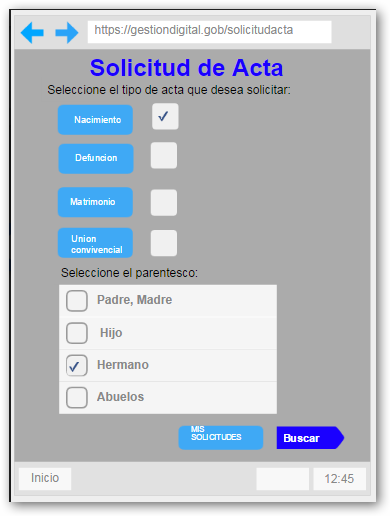 https://gestiondigital.gob/solicitudacta
Solicitud de Acta
Seleccione el tipo de acta que desea solicitar:
Nacimiento
Defuncion
Matrimonio
Union
convivencial
Seleccione el parentesco:
Padre, Madre
Hijo
Hermano
Abuelos
MIS
SOLICITUDES
Buscar
Inicio
12:45